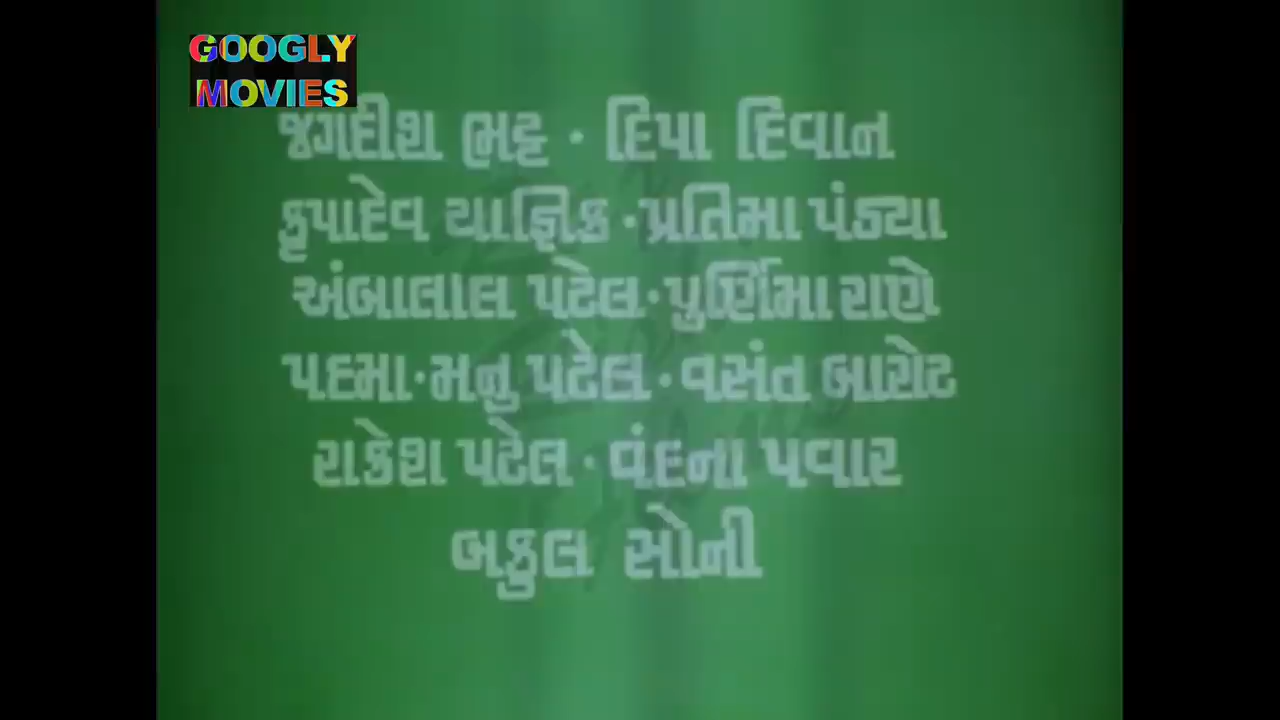 GOOGLY
MOVIES
જગદીશ ભટ્ટ · દિપા દિવાન
કૃપાદેવ યાજ્ઞિક · પ્રતિમા પંડ્યા
અંબાલાલ પટેલ · પુર્ણિમા રાણે
પદમા · મનુ પટેલ · વસંત બારોટ
રાકેશ પટેલ · વંદના પવાર
બકુલ સોની